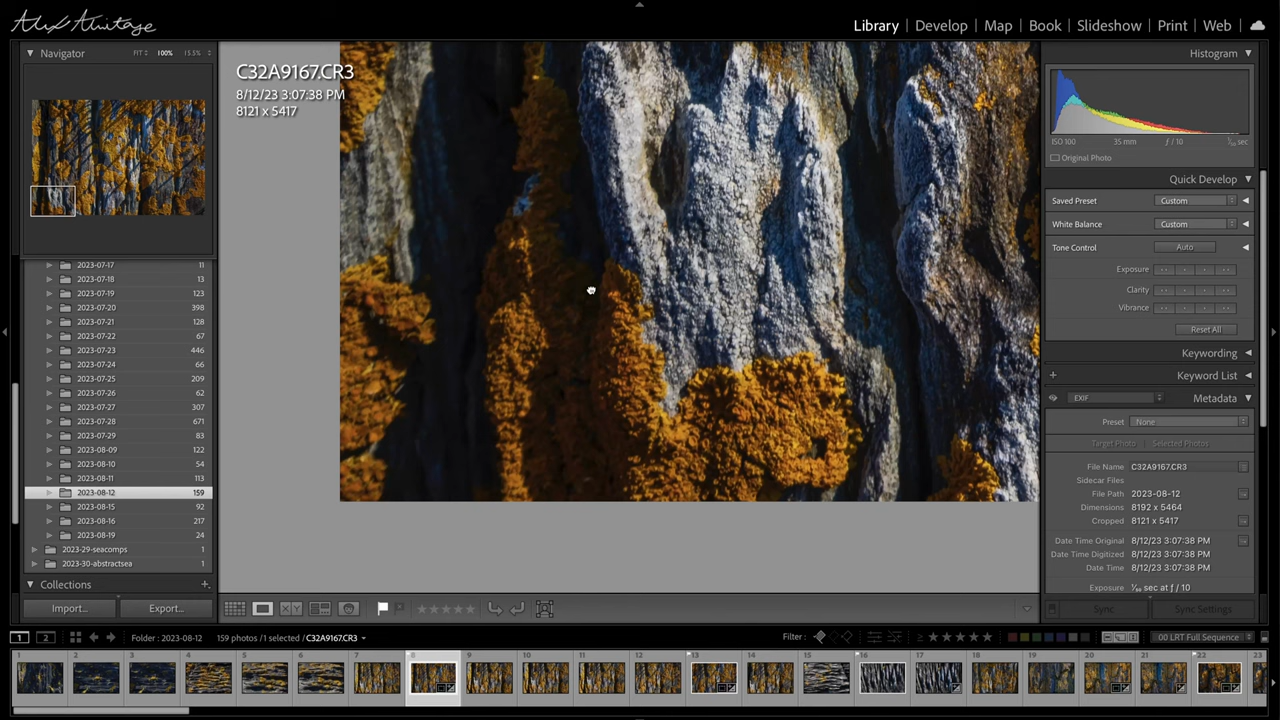 Alex Armitage
Library | Develop | Map | Book | Slideshow | Print | Web
Navigator FIT 100%
C32A9167.CR3
8/12/23 3:07:38 PM
8121 x 5417
2023-07-17 11
2023-07-18 13
2023-07-19 123
2023-07-20 398
2023-07-21 128
2023-07-22 67
2023-07-23 446
2023-07-24 66
2023-07-25 209
2023-07-26 62
2023-07-27 307
2023-07-28 671
2023-07-29 83
2023-08-09 122
2023-08-10 54
2023-08-11 113
2023-08-12 159
2023-08-15 92
2023-08-16 217
2023-08-19 24
2023-29-seacomps 1
2023-30-abstractsea 1
Collections +
Import... Export...
Histogram
ISO 100 35 mm ƒ / 10
Original Photo
Quick Develop
Saved Preset Custom
White Balance Custom
Tone Control Auto
Exposure
Clarity
Vibrance
Reset All
Keywording
+ Keyword List
EXIF Metadata
Preset None
Target Photo Selected Photos
File Name C32A9167.CR3
Sidecar Files
File Path 2023-08-12
Dimensions 8192 x 5464
Cropped 8121 x 5417
Date Time Original 8/12/23 3:07:38 PM
Date Time Digitized 8/12/23 3:07:38 PM
Date Time 8/12/23 3:07:38 PM
Exposure sec at ƒ / 10
Sync Sync Settings
1 2 Folder : 2023-08-12 159 photos /1 selected /C32A9167.CR3 Filter : 00 LRT Full Sequence
1 2 3 4 5 6 7 8 9 10 11 12 13 14 15 16 17 18 19 20 21 22 23